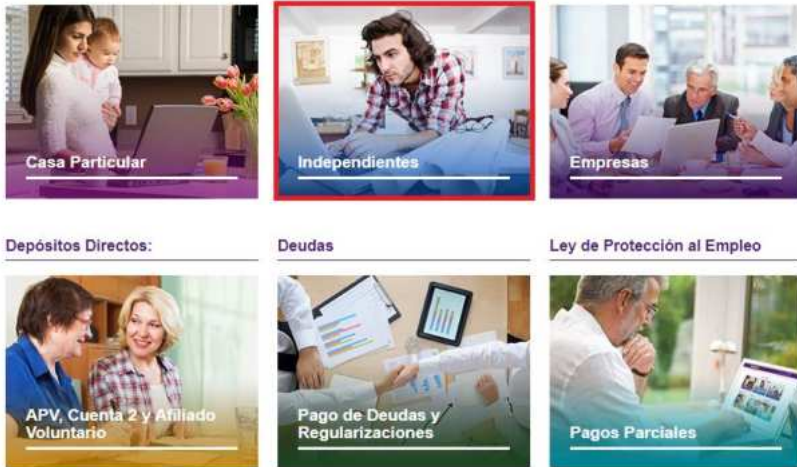 Casa Particular
Independientes
Empresas
Depósitos Directos:
Deudas
Ley de Protección al Empleo
APV, Cuenta 2 y Afiliado
Voluntario
Pago de Deudas y
Regularizaciones
Pagos Parciales